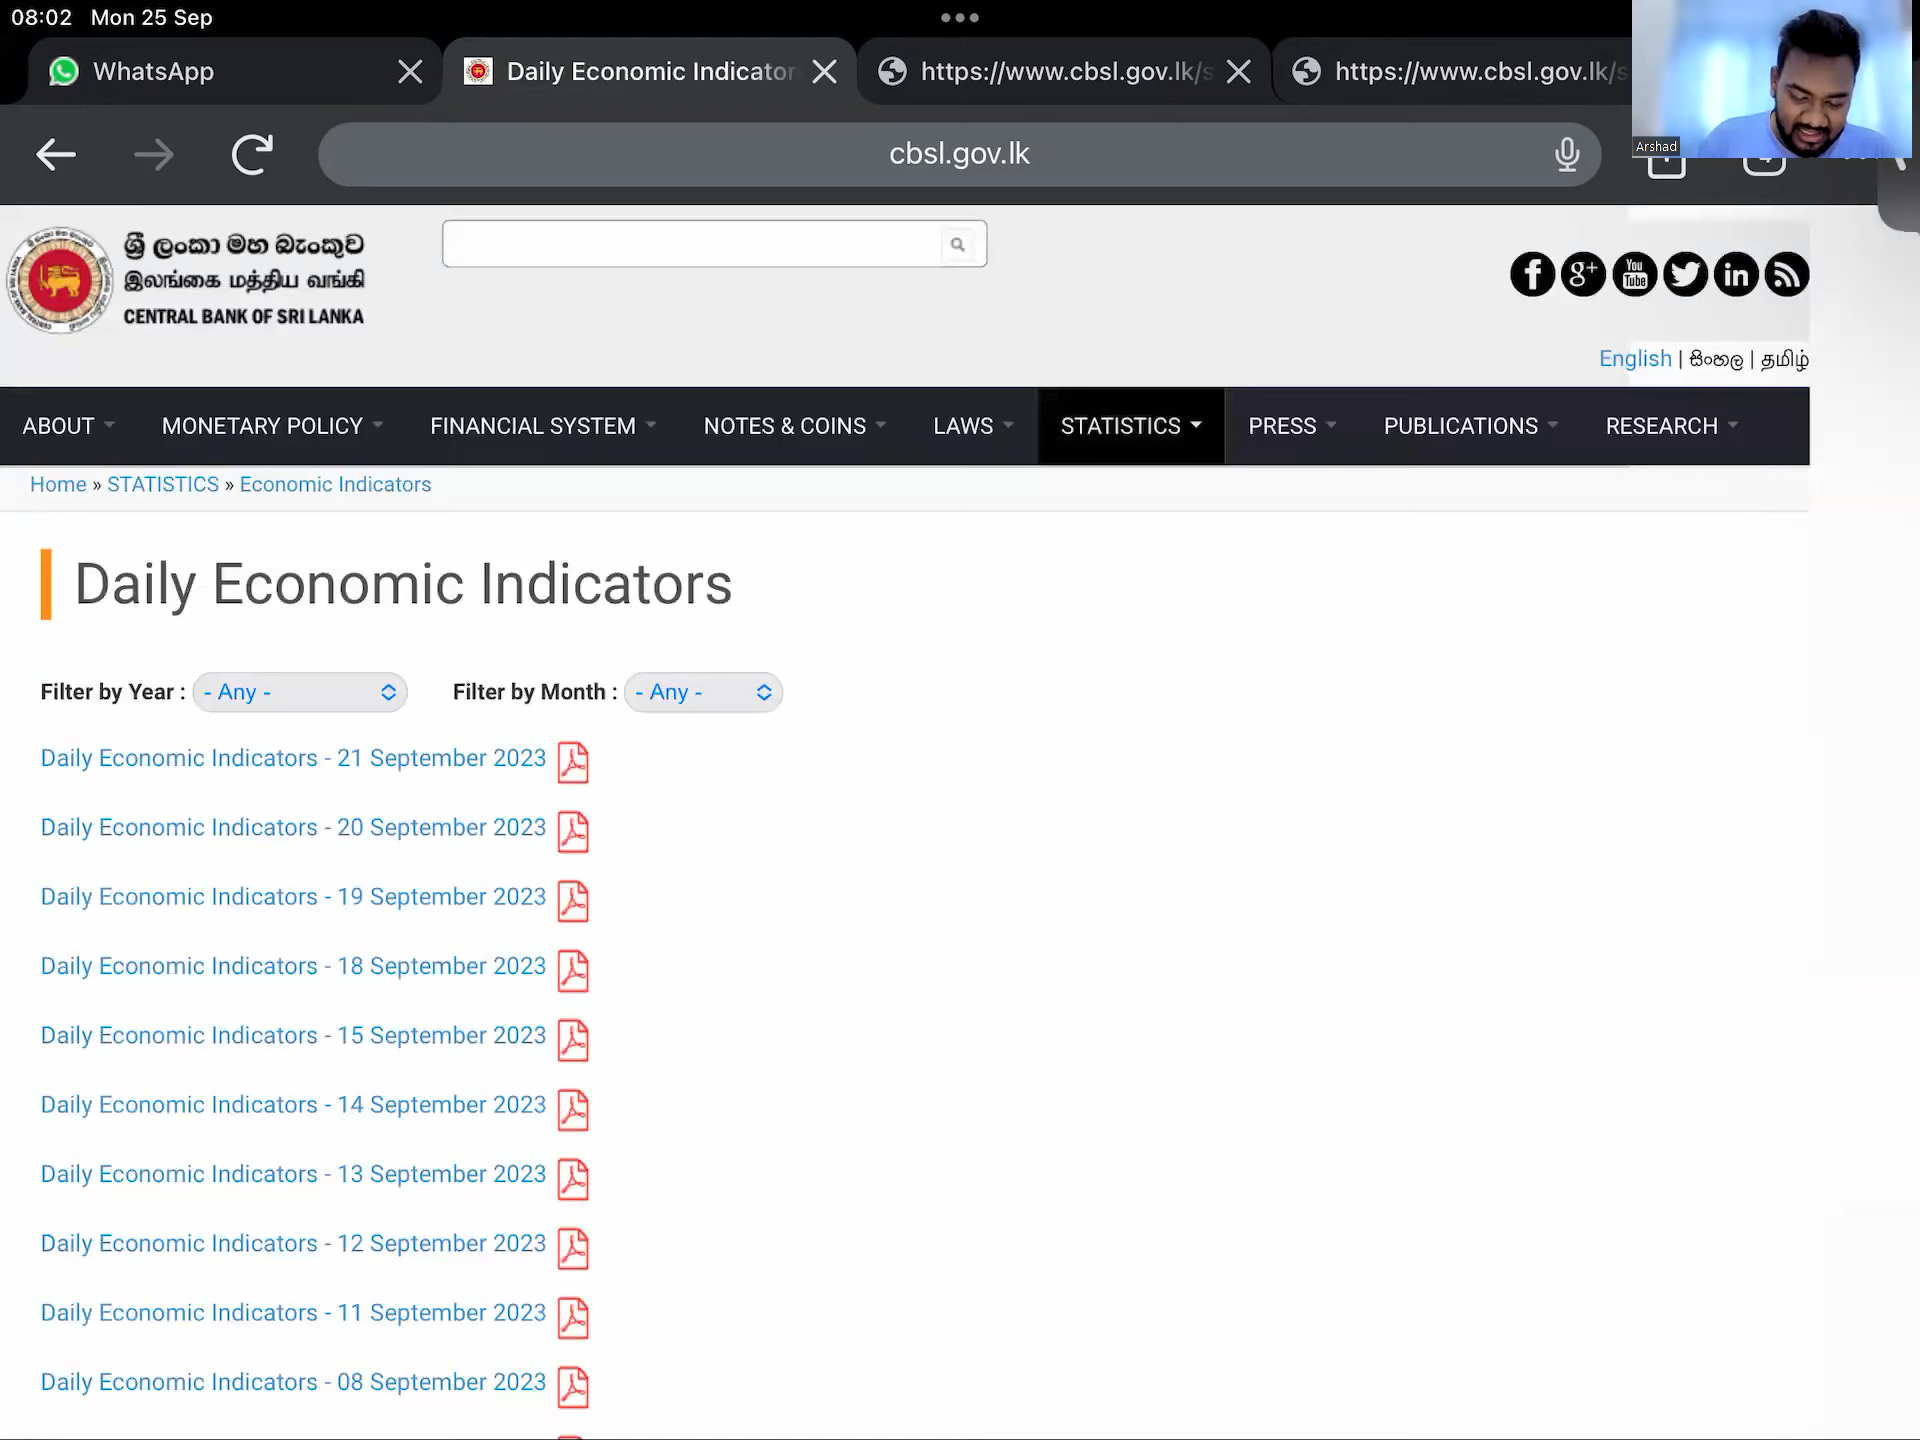 08:02 Mon 25 Sep
WhatsApp
Daily Economic Indicator
https://www.cbsl.gov.lk/s
https://www.cbsl.gov.lk/s
cbsl.gov.lk
Arshad
ශ්‍රී ලංකා මහ බැංකුව
இலங்கை மத்திய வங்கி
CENTRAL BANK OF SRI LANKA
You
Tube
English | සිංහල | தமிழ்
ABOUT MONETARY POLICY FINANCIAL SYSTEM NOTES & COINS LAWS STATISTICS PRESS PUBLICATIONS RESEARCH
Home » STATISTICS » Economic Indicators
Daily Economic Indicators
Filter by Year : - Any - Filter by Month : - Any -
Daily Economic Indicators - 21 September 2023
Daily Economic Indicators - 20 September 2023
Daily Economic Indicators - 19 September 2023
Daily Economic Indicators - 18 September 2023
Daily Economic Indicators - 15 September 2023
Daily Economic Indicators - 14 September 2023
Daily Economic Indicators - 13 September 2023
Daily Economic Indicators - 12 September 2023
Daily Economic Indicators - 11 September 2023
Daily Economic Indicators - 08 September 2023